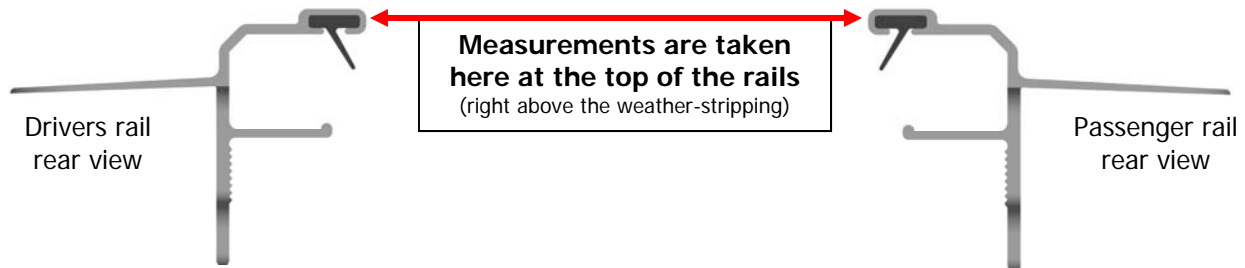 Measurements are taken
here at the top of the rails
(right above the weather-stripping)
Drivers rail
rear view
Passenger rail
rear view